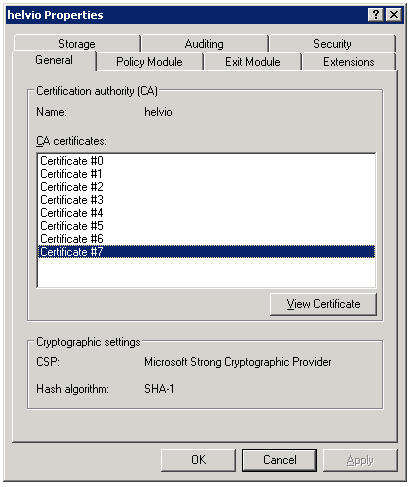 helvio Properties
Storage Auditing Security
General Policy Module Exit Module Extensions
Certification authority (CA)
Name: helvio
CA certificates:
Certificate #0
Certificate #1
Certificate #2
Certificate #3
Certificate #4
Certificate #5
Certificate #6
Certificate #7
View Certificate
Cryptographic settings
CSP: Microsoft Strong Cryptographic Provider
Hash algorithm: SHA-1
OK Cancel Apply